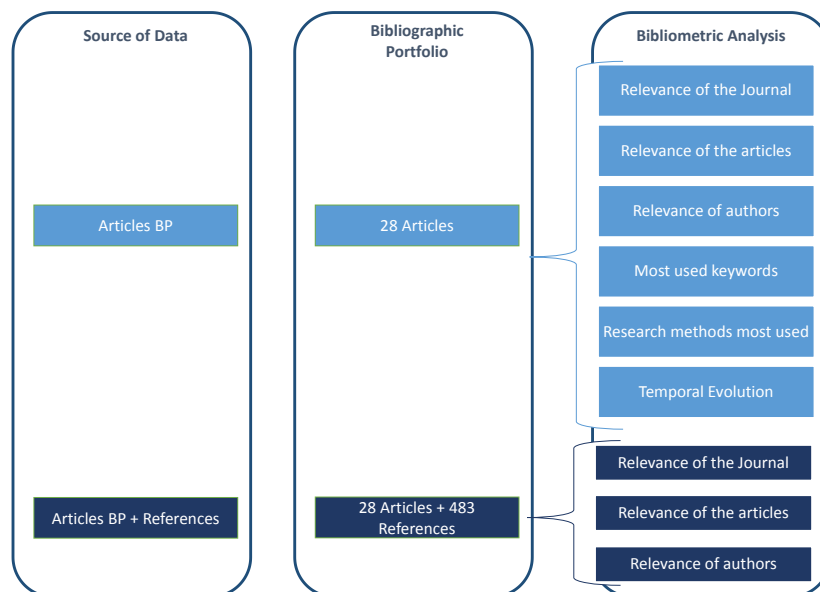 Source of Data
Articles BP
Articles BP + References
Bibliographic
Portfolio
28 Articles
28 Articles + 483
References
Bibliometric Analysis
Relevance of the Journal
Relevance of the articles
Relevance of authors
Most used keywords
Research methods most used
Temporal Evolution
Relevance of the Journal
Relevance of the articles
Relevance of authors